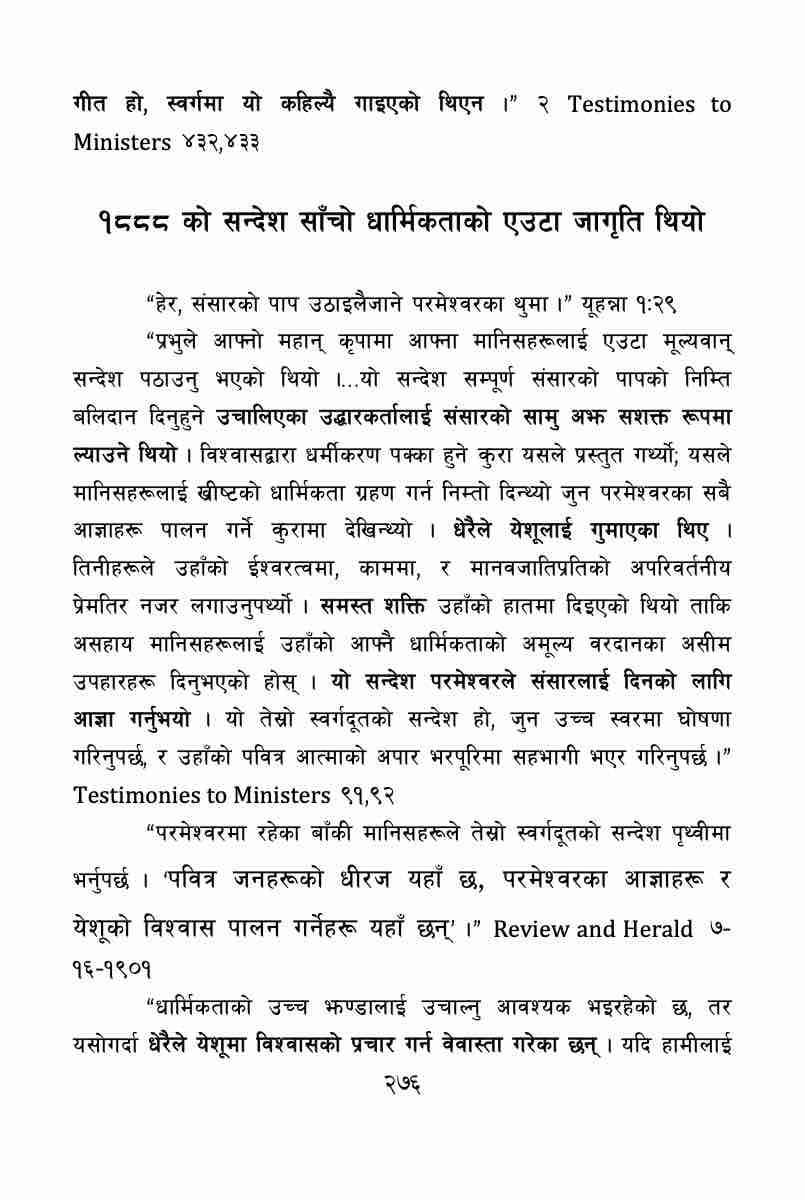 गीत हो, स्वर्गमा यो कहिल्यै गाइएको थिएन ।” २ Testimonies to
Ministers ४३२,४३३
१८८८ को सन्देश साँचो धार्मिकताको एउटा जागृति थियो
“हेर, संसारको पाप उठाइलैजाने परमेश्वरका थुमा ।” यूहन्ना १:२९
“प्रभुले आफ्नो महान् कृपामा आफ्ना मानिसहरूलाई एउटा मूल्यवान्
सन्देश पठाउनु भएको थियो ।...यो सन्देश सम्पूर्ण संसारको पापको निम्ति
बलिदान दिनुहुने उचालिएका उद्धारकर्तालाई संसारको सामु अझ सशक्त रूपमा
ल्याउने थियो । विश्वासद्वारा धर्मीकरण पक्का हुने कुरा यसले प्रस्तुत गर्थ्यो; यसले
मानिसहरूलाई ख्रीष्टको धार्मिकता ग्रहण गर्न निम्तो दिन्थ्यो जुन परमेश्वरका सबै
आज्ञाहरू पालन गर्ने कुरामा देखिन्थ्यो । धेरैले येशूलाई गुमाएका थिए ।
तिनीहरूले उहाँको ईश्वरत्वमा, काममा, र मानवजातिप्रतिको अपरिवर्तनीय
प्रेमतिर नजर लगाउनुपर्थ्यो । समस्त शक्ति उहाँको हातमा दिइएको थियो ताकि
असहाय मानिसहरूलाई उहाँको आफ्नै धार्मिकताको अमूल्य वरदानका असीम
उपहारहरू दिनुभएको होस् । यो सन्देश परमेश्वरले संसारलाई दिनको लागि
आज्ञा गर्नुभयो । यो तेस्रो स्वर्गदूतको सन्देश हो, जुन उच्च स्वरमा घोषणा
गरिनुपर्छ, र उहाँको पवित्र आत्माको अपार भरपूरिमा सहभागी भएर गरिनुपर्छ ।”
Testimonies to Ministers ९१,९२
“परमेश्वरमा रहेका बाँकी मानिसहरूले तेस्रो स्वर्गदूतको सन्देश पृथ्वीमा
भर्नुपर्छ । ‘पवित्र जनहरूको धीरज यहाँ छ, परमेश्वरका आज्ञाहरू र
येशूको विश्वास पालन गर्नेहरू यहाँ छन्’ ।” Review and Herald ७-
१६-१९०१
“धार्मिकताको उच्च झण्डालाई उचाल्नु आवश्यक भइरहेको छ, तर
यसोगर्दा धेरैले येशूमा विश्वासको प्रचार गर्न वेवास्ता गरेका छन् । यदि हामीलाई
२७६